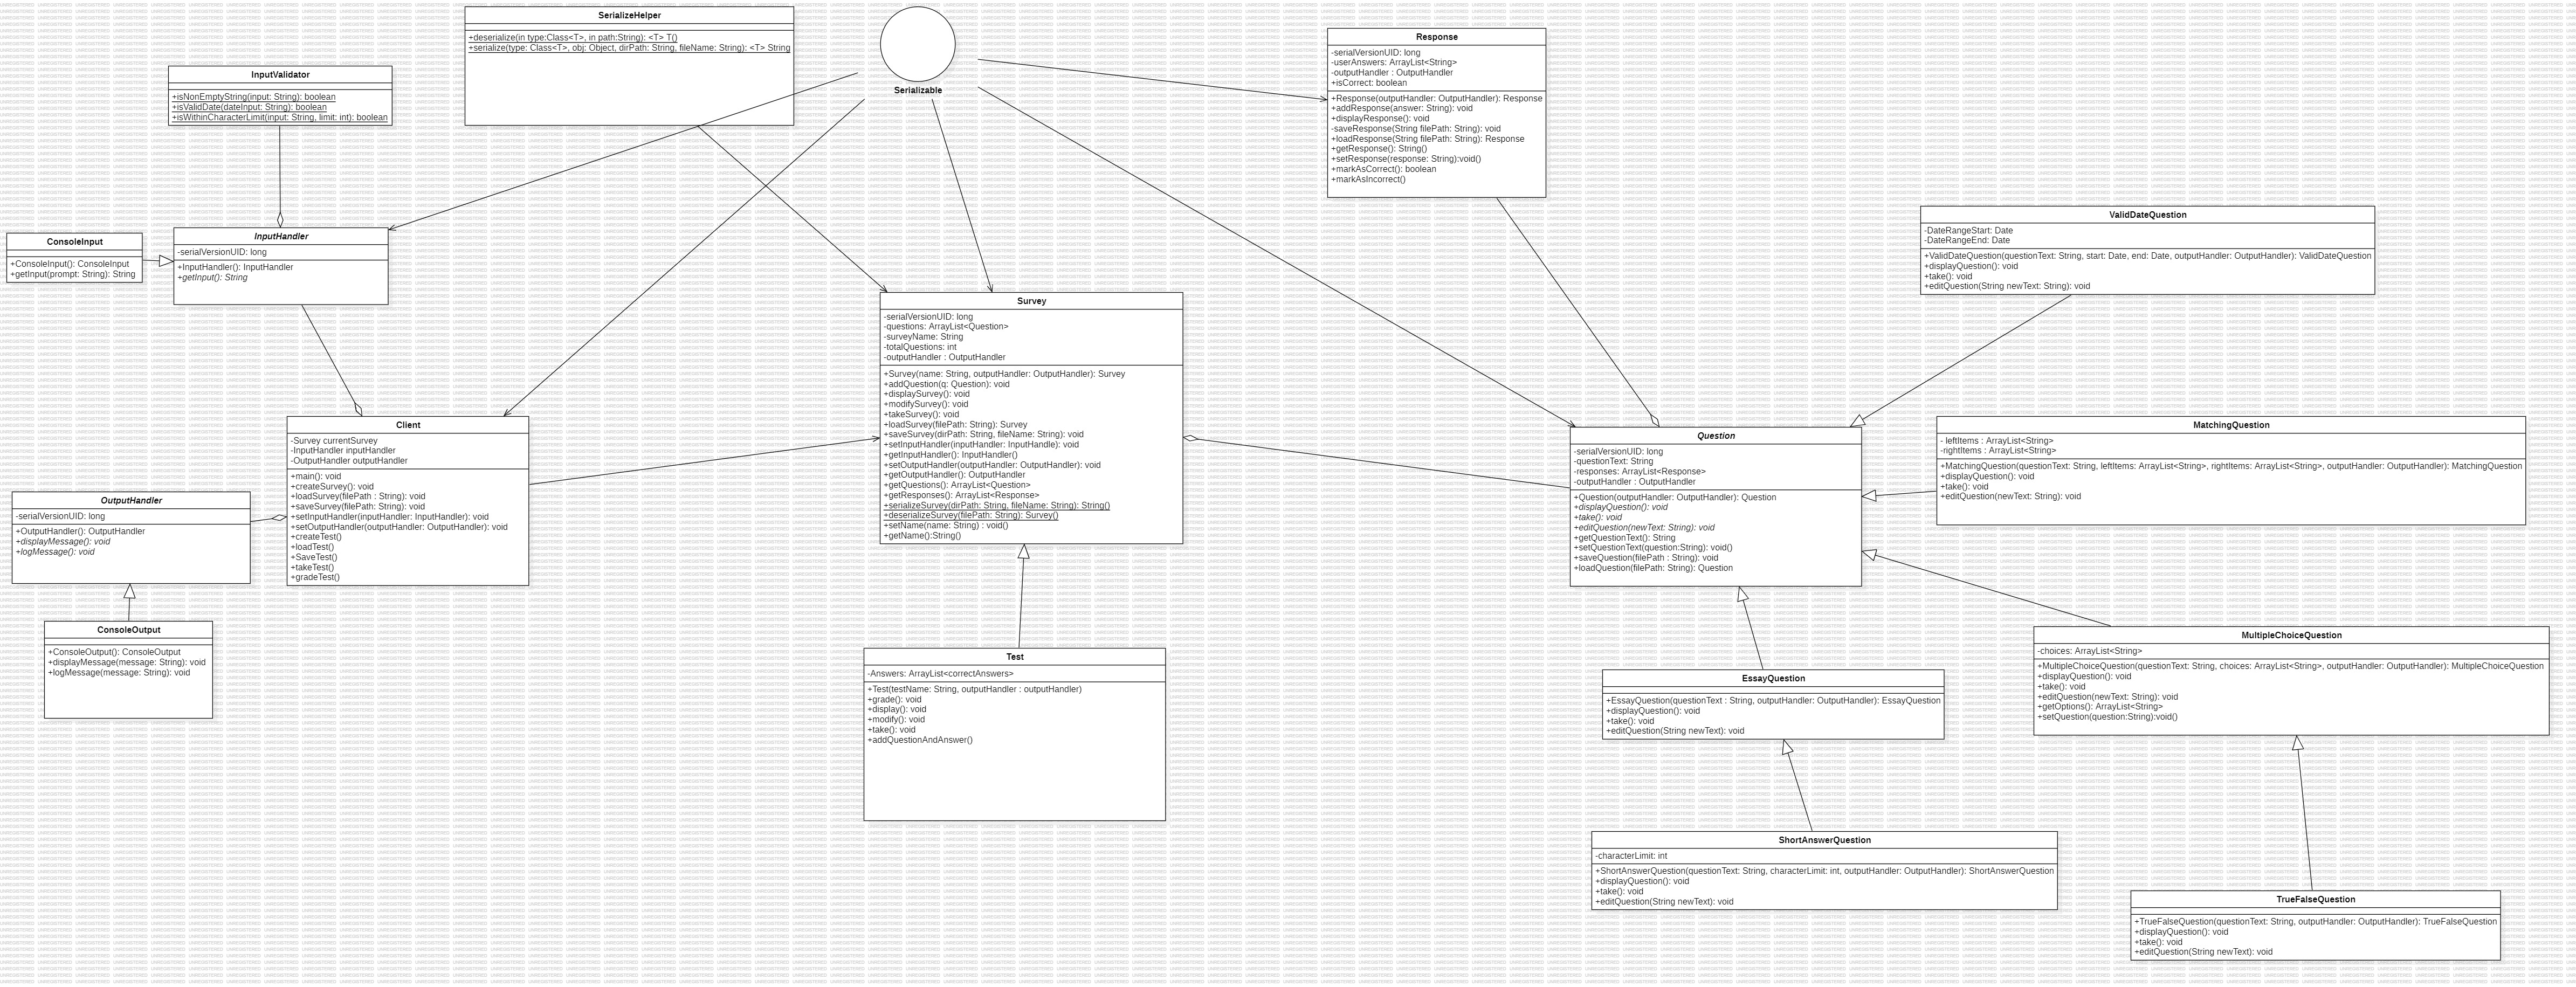 SerializeHelper
+deserialize(in type:Class<T>, in path:String): <T> T()
+serialize(type: Class<T>, obj: Object, dirPath: String, fileName: String): <T> String
Serializable
Response
-serialVersionUID: long
-userAnswers: ArrayList<String>
-outputHandler : OutputHandler
+isCorrect: boolean
+Response(outputHandler: OutputHandler): Response
+addResponse(answer: String): void
+displayResponse(): void
-saveResponse(String filePath: String): void
+loadResponse(String filePath: String): Response
+getResponse(): String()
+setResponse(response: String):void()
+markAsCorrect(): boolean
+markAsIncorrect()
InputValidator
+isNonEmptyString(input: String): boolean
+isValidDate(dateInput: String): boolean
+isWithinCharacterLimit(input: String, limit: int): boolean
ValidDateQuestion
-DateRangeStart: Date
-DateRangeEnd: Date
+ValidDateQuestion(questionText: String, start: Date, end: Date, outputHandler: OutputHandler): ValidDateQuestion
+displayQuestion(): void
+take(): void
+editQuestion(String newText: String): void
ConsoleInput
+ConsoleInput(): ConsoleInput
+getInput(prompt: String): String
InputHandler
-serialVersionUID: long
+InputHandler(): InputHandler
+getInput(): String
Survey
-serialVersionUID: long
-questions: ArrayList<Question>
-surveyName: String
-totalQuestions: int
-outputHandler : OutputHandler
+Survey(name: String, outputHandler: OutputHandler): Survey
+addQuestion(q: Question): void
+displaySurvey(): void
+modifySurvey(): void
+takeSurvey(): void
+loadSurvey(filePath: String): Survey
+saveSurvey(dirPath: String, fileName: String): void
+setInputHandler(inputHandler: InputHandle): void
+getInputHandler(): InputHandler()
+setOutputHandler(outputHandler: OutputHandler): void
+getOutputHandler(): OutputHandler
+getQuestions(): ArrayList<Question>
+getResponses(): ArrayList<Response>
+serializeSurvey(dirPath: String, fileName: String): String()
+deserializeSurvey(filePath: String): Survey()
+setName(name: String) : void()
+getName():String()
Client
-Survey currentSurvey
-InputHandler inputHandler
-OutputHandler outputHandler
+main(): void
+createSurvey(): void
+loadSurvey(filePath : String): void
+saveSurvey(filePath: String): void
+setInputHandler(inputHandler: InputHandler): void
+setOutputHandler(outputHandler: OutputHandler): void
+createTest()
+loadTest()
+SaveTest()
+takeTest()
+gradeTest()
Question
-serialVersionUID: long
-questionText: String
-responses: ArrayList<Response>
-outputHandler : OutputHandler
+Question(outputHandler: OutputHandler): Question
+displayQuestion(): void
+take(): void
+editQuestion(newText: String): void
+getQuestionText(): String
+setQuestionText(question:String): void()
+saveQuestion(filePath : String): void
+loadQuestion(filePath: String): Question
MatchingQuestion
- leftItems : ArrayList<String>
-rightItems : ArrayList<String>
+MatchingQuestion(questionText: String, leftItems: ArrayList<String>, rightItems: ArrayList<String>, outputHandler: OutputHandler): MatchingQuestion
+displayQuestion(): void
+take(): void
+editQuestion(newText: String): void
OutputHandler
-serialVersionUID: long
+OutputHandler(): OutputHandler
+displayMessage(): void
+logMessage(): void
ConsoleOutput
+ConsoleOutput(): ConsoleOutput
+displayMessage(message: String): void
+logMessage(message: String): void
Test
-Answers: ArrayList<correctAnswers>
+Test(testName: String, outputHandler : outputHandler)
+grade(): void
+display(): void
+modify(): void
+take(): void
+addQuestionAndAnswer()
MultipleChoiceQuestion
-choices: ArrayList<String>
+MultipleChoiceQuestion(questionText: String, choices: ArrayList<String>, outputHandler: OutputHandler): MultipleChoiceQuestion
+displayQuestion(): void
+take(): void
+editQuestion(newText: String): void
+getOptions(): ArrayList<String>
+setQuestion(question:String):void()
EssayQuestion
+EssayQuestion(questionText : String, outputHandler: OutputHandler): EssayQuestion
+displayQuestion(): void
+take(): void
+editQuestion(String newText): void
ShortAnswerQuestion
-characterLimit: int
+ShortAnswerQuestion(questionText: String, characterLimit: int, outputHandler: OutputHandler): ShortAnswerQuestion
+displayQuestion(): void
+take(): void
+editQuestion(String newText): void
TrueFalseQuestion
+TrueFalseQuestion(questionText: String, outputHandler: OutputHandler): TrueFalseQuestion
+displayQuestion(): void
+take(): void
+editQuestion(String newText): void
UNREGISTERED